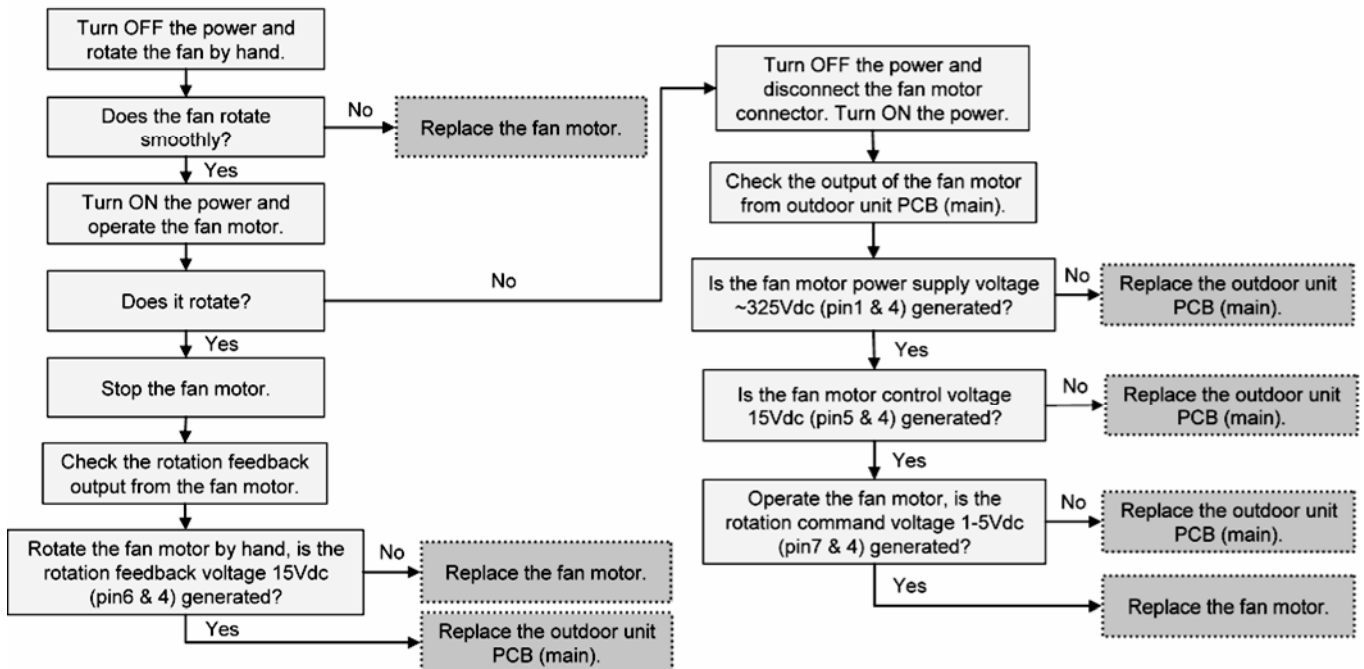 Turn OFF the power and
rotate the fan by hand.
Does the fan rotate
smoothly?
No
Replace the fan motor.
Yes
Turn ON the power and
operate the fan motor.
Does it rotate?
No
Yes
Stop the fan motor.
Check the rotation feedback
output from the fan motor.
Rotate the fan motor by hand, is the
rotation feedback voltage 15Vdc
(pin6 & 4) generated?
No
Replace the fan motor.
Yes
Replace the outdoor unit
PCB (main).
Turn OFF the power and
disconnect the fan motor
connector. Turn ON the power.
Check the output of the fan motor
from outdoor unit PCB (main).
Is the fan motor power supply voltage
~325Vdc (pin1 & 4) generated?
No
Replace the outdoor unit
PCB (main).
Yes
Is the fan motor control voltage
15Vdc (pin5 & 4) generated?
No
Replace the outdoor unit
PCB (main).
Yes
Operate the fan motor, is the
rotation command voltage 1-5Vdc
(pin7 & 4) generated?
No
Replace the outdoor unit
PCB (main).
Yes
Replace the fan motor.